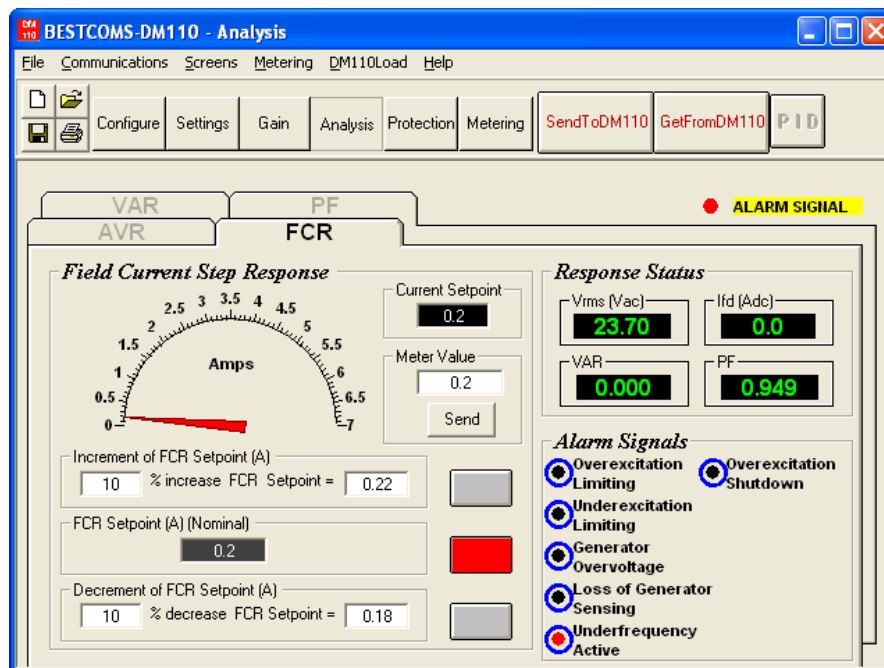 DM 110 BESTCOMS-DM110 - Analysis
File Communications Screens Metering DM110Load Help
Configure Settings Gain Analysis Protection Metering SendToDM110 GetFromDM110 PID
VAR PF
ALARM SIGNAL
AVR FCR
Field Current Step Response
0 0.5 1 1.5 2 2.5 3 3.5 4 4.5 5 5.5 6 6.5 7
Amps
Current Setpoint
0.2
Meter Value
0.2
Send
Increment of FCR Setpoint (A)
10 % increase FCR Setpoint = 0.22
FCR Setpoint (A) (Nominal)
0.2
Decrement of FCR Setpoint (A)
10 % decrease FCR Setpoint = 0.18
Response Status
Vrms (Vac)
23.70
Ifd (Adc)
0.0
VAR
0.000
PF
0.949
Alarm Signals
Overexcitation
Limiting
Overexcitation
Shutdown
Underexcitation
Limiting
Generator
Overvoltage
Loss of Generator
Sensing
Underfrequency
Active